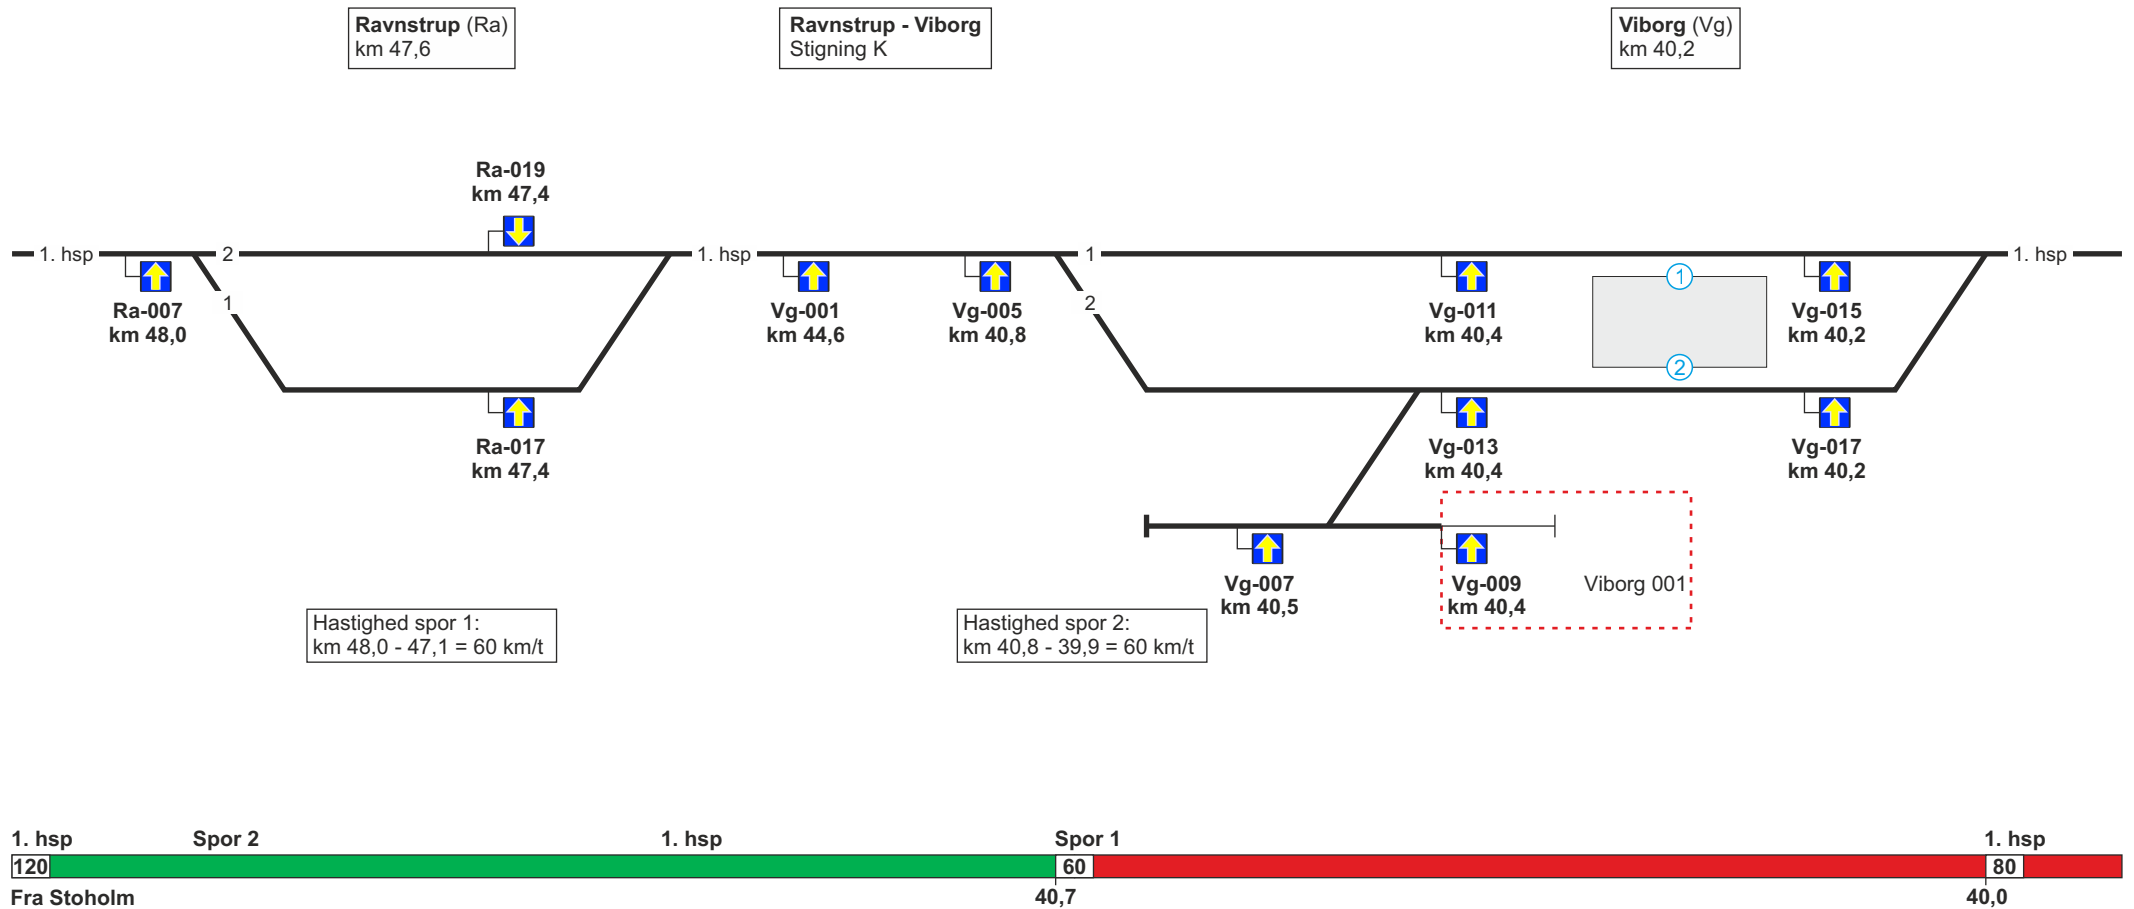 Ravnstrup (Ra)
km 47,6
Ravnstrup - Viborg
Stigning K
Viborg (Vg)
km 40,2
Ra-019
km 47,4
1. hsp
2
1. hsp
1
1. hsp
1
2
Ra-007
km 48,0
Vg-001
km 44,6
Vg-005
km 40,8
Vg-011
km 40,4
1
2
Vg-015
km 40,2
Ra-017
km 47,4
Vg-013
km 40,4
Vg-017
km 40,2
Vg-007
km 40,5
Vg-009
km 40,4
Viborg 001
Hastighed spor 1:
km 48,0 - 47,1 = 60 km/t
Hastighed spor 2:
km 40,8 - 39,9 = 60 km/t
1. hsp
Spor 2
1. hsp
Spor 1
1. hsp
120
60
80
Fra Stoholm
40,7
40,0